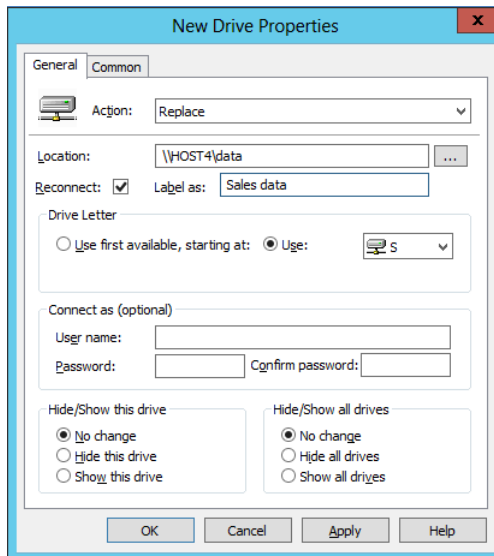 New Drive Properties
x
General Common
Action: Replace
Location: \\HOST4\data ...
Reconnect: Label as: Sales data
Drive Letter
Use first available, starting at: Use: S
Connect as (optional)
User name:
Password: Confirm password:
Hide/Show this drive Hide/Show all drives
No change No change
Hide this drive Hide all drives
Show this drive Show all drives
OK Cancel Apply Help